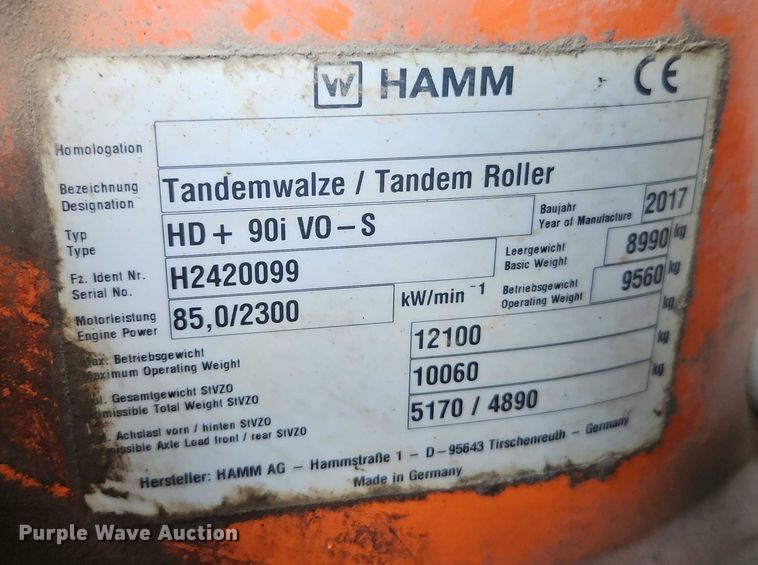 W HAMM CE
Homologation
Bezeichnung
Designation Tandemwalze / Tandem Roller
Typ
Type HD+ 90i VO-S Baujahr
Year of Manufacture 2017
Fz. Ident Nr.
Serial No. H2420099 Leergewicht
Basic Weight 8990 kg
Motorleistung
Engine Power 85,0/2300 kW/min -1 Betriebsgewicht
Operating Weight 9560 kg
Betriebsgewicht
Operating Weight 12100 kg
Gesamtgewicht StVZO
Total Weight StVZO 10060 kg
Achslast vorn / hinten StVZO
Axle Load front / rear StVZO 5170 / 4890 kg
Hersteller: HAMM AG - Hammstraße 1 - D-95643 Tirschenreuth - Germany
Made in Germany
Purple Wave Auction